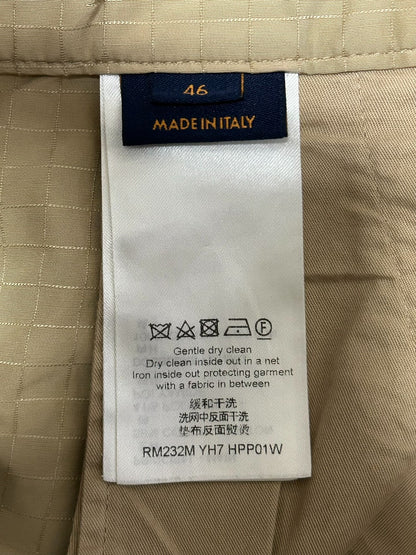 46
MADE IN ITALY
F
Gentle dry clean
Dry clean inside out in a net
Iron inside out protecting garment
with a fabric in between
緩和干洗
洗网中反面干洗
垫布反面熨烫
RM232M YH7 HPP01W